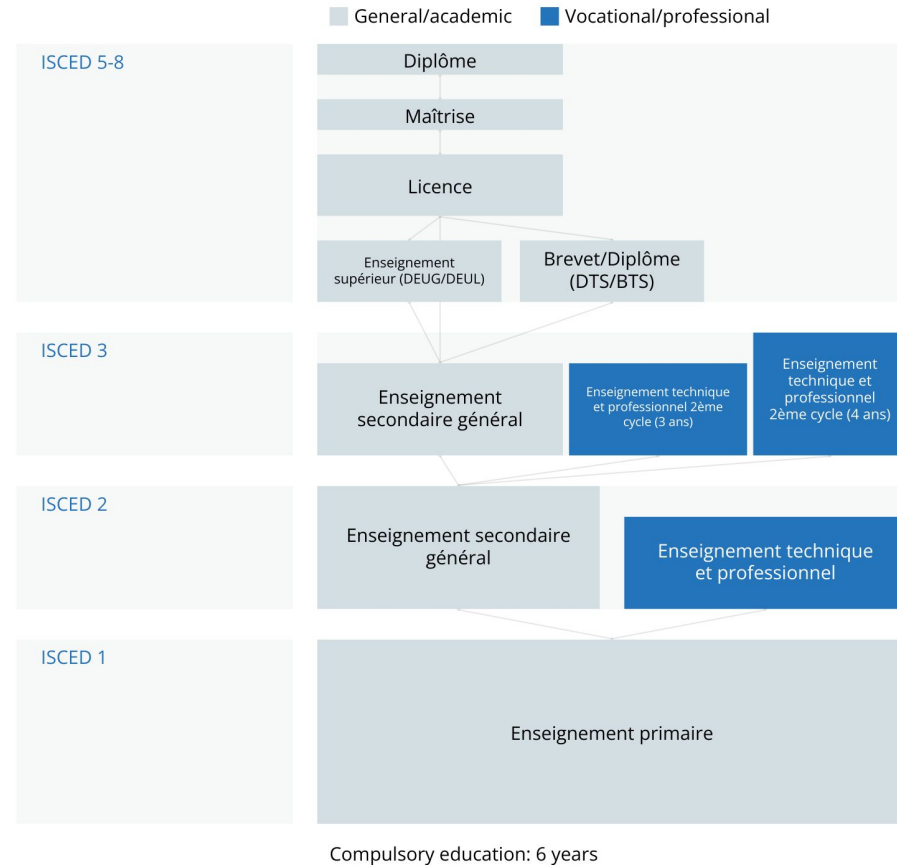 General/academic
Vocational/professional
ISCED 5-8
Diplôme
Maîtrise
Licence
Enseignement
supérieur (DEUG/DEUL)
Brevet/Diplôme
(DTS/BTS)
ISCED 3
Enseignement
secondaire général
Enseignement technique
et professionnel 2ème
cycle (3 ans)
Enseignement
technique et
professionnel
2ème cycle (4 ans)
ISCED 2
Enseignement secondaire
général
Enseignement technique
et professionnel
ISCED 1
Enseignement primaire
Compulsory education: 6 years